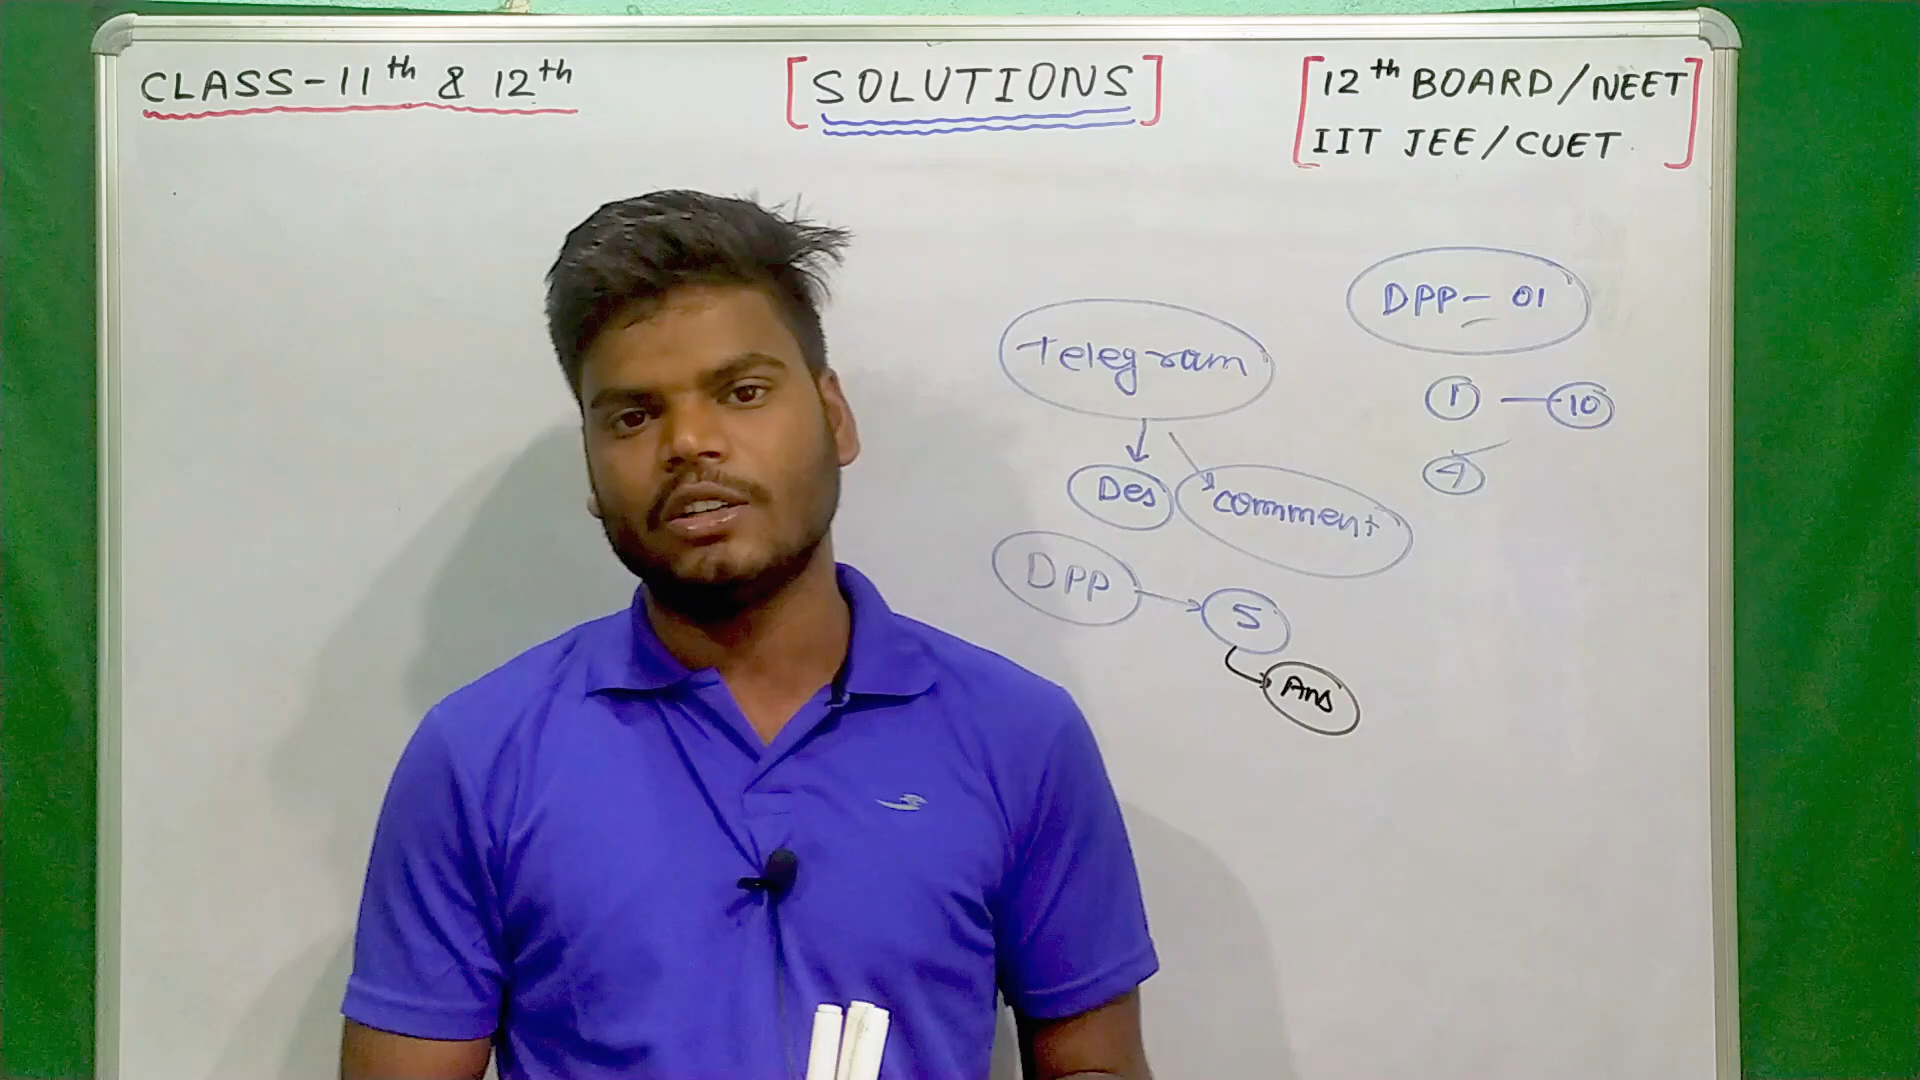 CLASS-11th & 12th
[SOLUTIONS]
[12th BOARD/NEET
IIT JEE/CUET]
DPP- 01
Telegram
1 — 10
4
Des
comment
DPP → 5
Ans